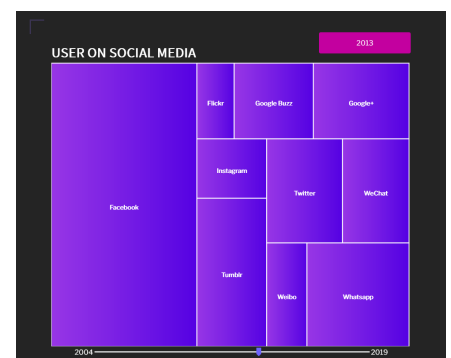 2013
USER ON SOCIAL MEDIA
Flickr
Google Buzz
Google+
Instagram
Twitter
WeChat
Facebook
Tumblr
Weibo
Whatsapp
2004
2019